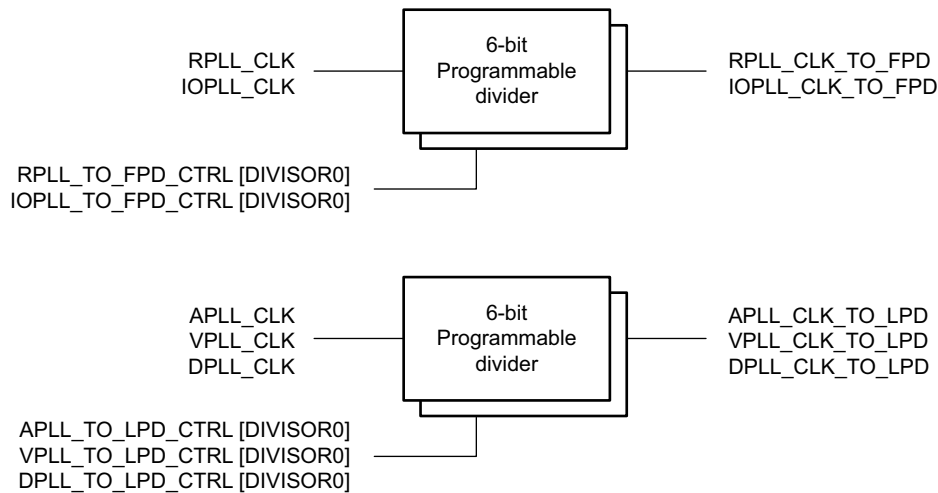 RPLL_CLK
IOPLL_CLK
6-bit
Programmable
divider
RPLL_CLK_TO_FPD
IOPLL_CLK_TO_FPD
RPLL_TO_FPD_CTRL [DIVISOR0]
IOPLL_TO_FPD_CTRL [DIVISOR0]
APLL_CLK
VPLL_CLK
DPLL_CLK
6-bit
Programmable
divider
APLL_CLK_TO_LPD
VPLL_CLK_TO_LPD
DPLL_CLK_TO_LPD
APLL_TO_LPD_CTRL [DIVISOR0]
VPLL_TO_LPD_CTRL [DIVISOR0]
DPLL_TO_LPD_CTRL [DIVISOR0]